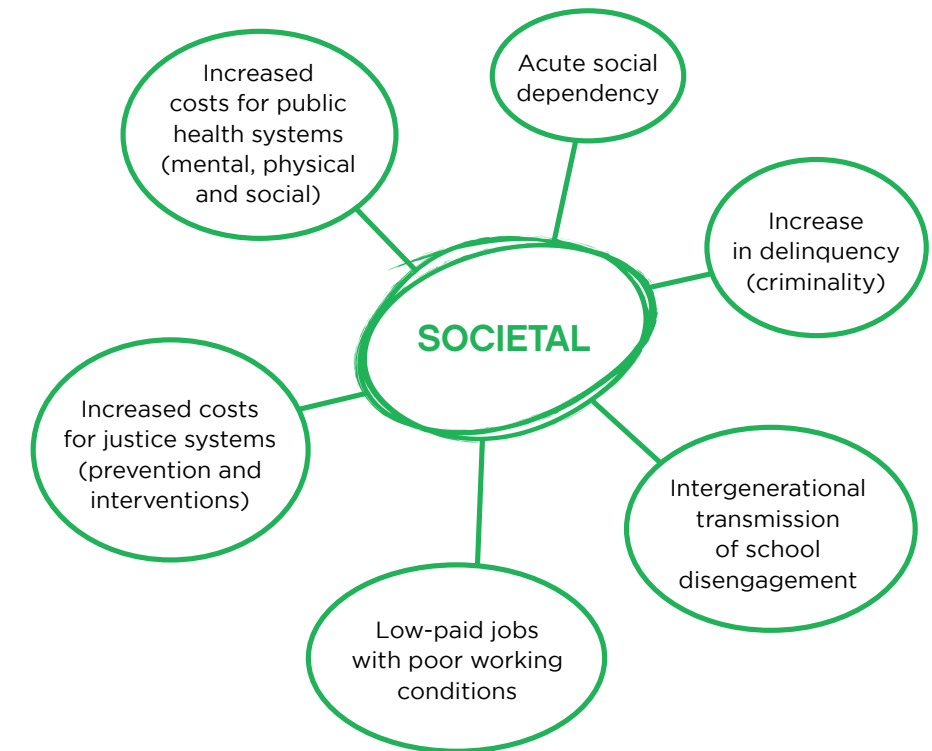 Increased
costs for public
health systems
(mental, physical
and social)
Acute social
dependency
Increase
in delinquency
(criminality)
SOCIETAL
Increased costs
for justice systems
(prevention and
interventions)
Intergenerational
transmission
of school
disengagement
Low-paid jobs
with poor working
conditions